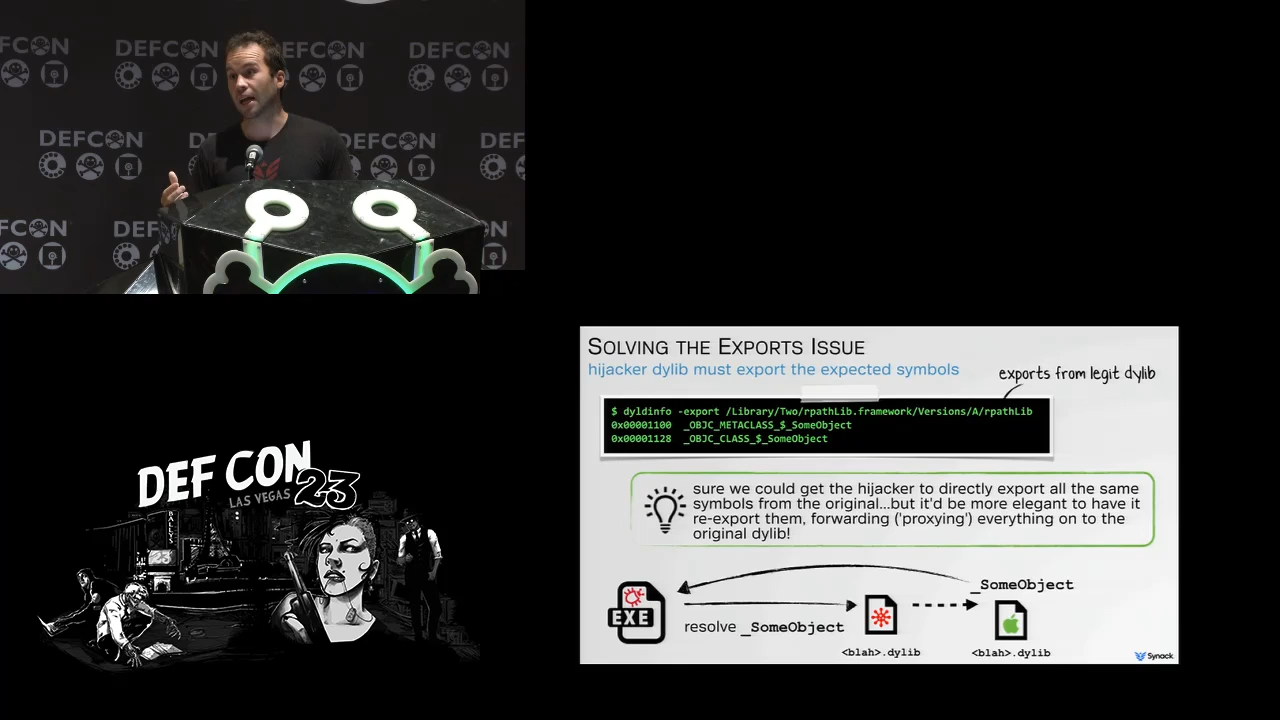 DEFCON DEFCON DEFCON DEFCON
DEFCON DEFCON DEFCON
DEFCON
SOLVING THE EXPORTS ISSUE
hijacker dylib must export the expected symbols
exports from legit dylib
$ dyldinfo -export /Library/Two/rpathLib.framework/Versions/A/rpathLib
0x00001100 _OBJC_METACLASS_$_SomeObject
0x00001128 _OBJC_CLASS_$_SomeObject
sure we could get the hijacker to directly export all the same
symbols from the original...but it'd be more elegant to have it
re-export them, forwarding ('proxying') everything on to the
original dylib!
_SomeObject
EXE
resolve _SomeObject
<blah>.dylib
<blah>.dylib
Synack
DEF CON 23
LAS VEGAS
BALLYS